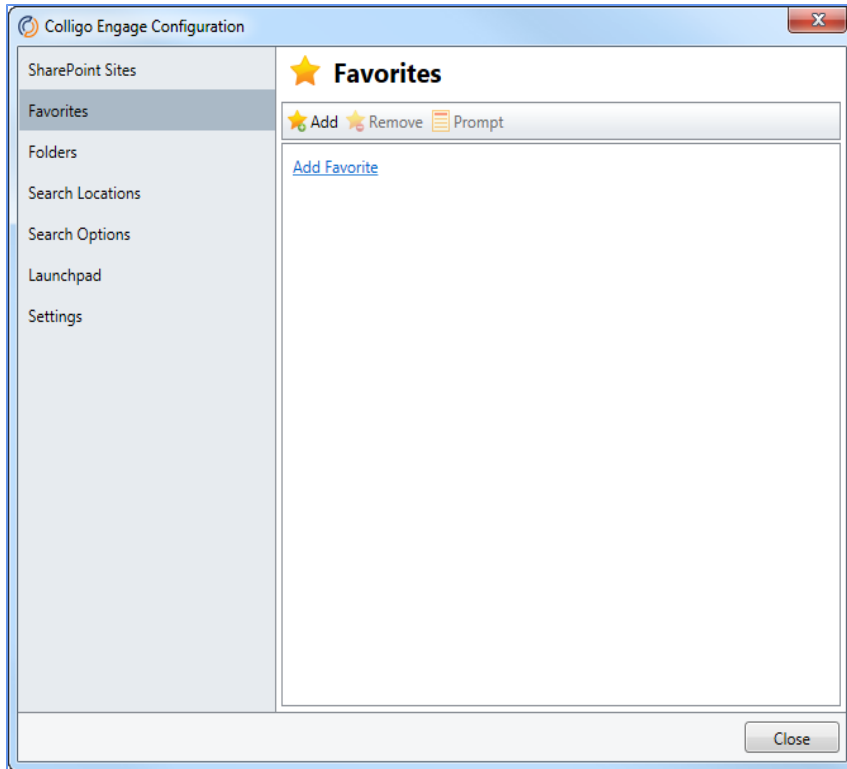 Colligo Engage Configuration
X
SharePoint Sites
Favorites
Folders
Search Locations
Search Options
Launchpad
Settings
Favorites
Add Remove Prompt
Add Favorite
Close